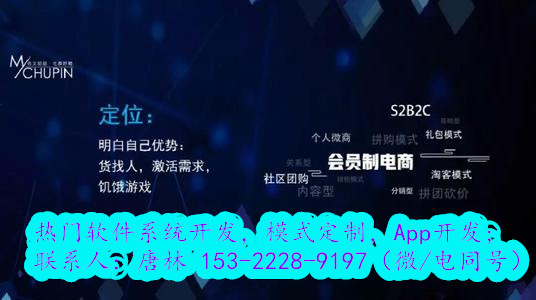 CHUPIN
定位：
明白自己优势：
货找人，激活需求，
饥饿游戏
S2B2C
个人微商
拼购模式
礼包模式
关系型
会员制电商
社区团购
淘客模式
内容型
分销型
拼团砍价
热门软件系统开发，模式定制，App开发；
联系人：唐林 153-2228-9197（微/电同号）